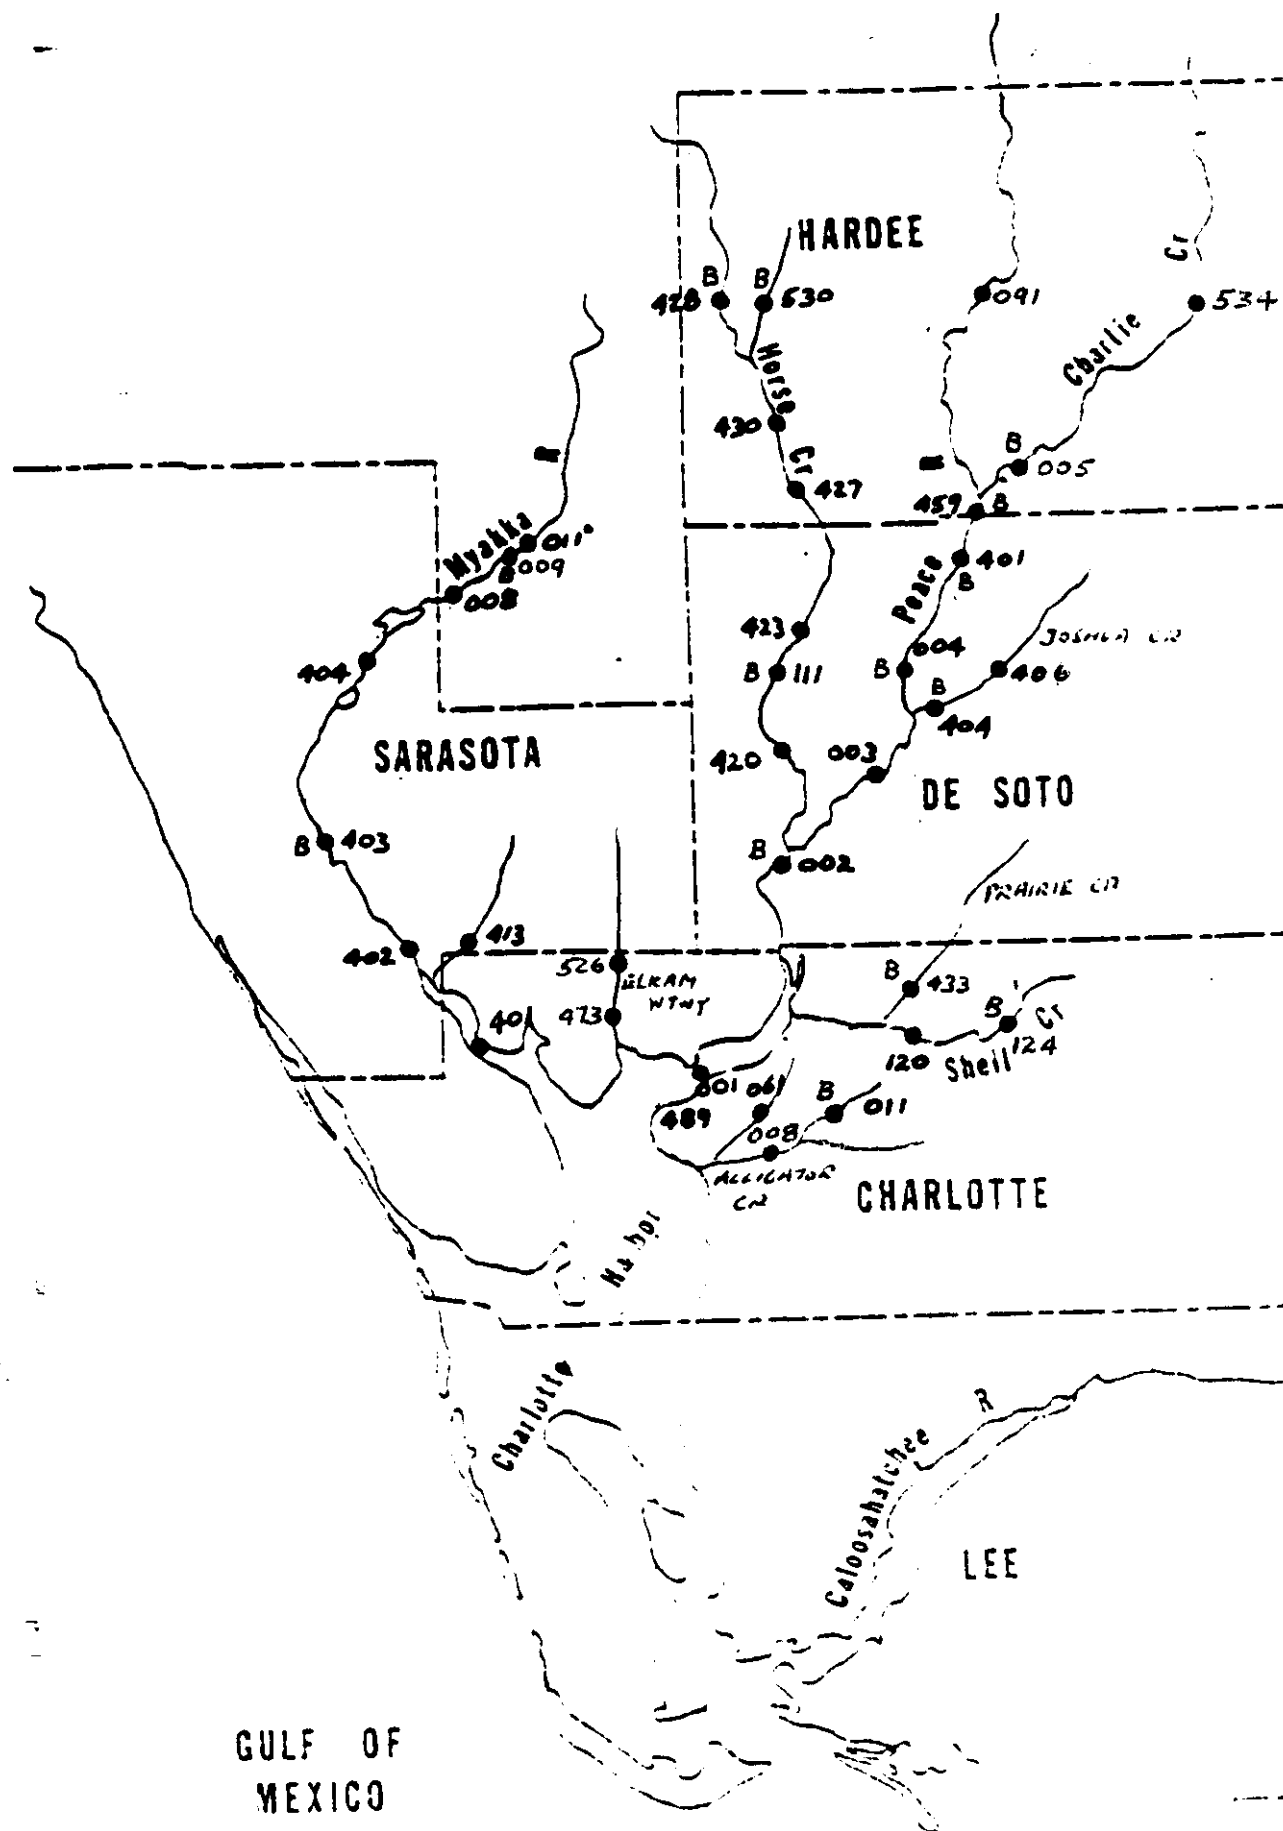 HARDEE
Cr
B
B
428
530
091
534
Charlie
Horse
430
B
005
R
Cr
427
R
459
B
Myakka
011
009
B
008
401
B
Peace
423
004
JOSHUA CR
B
111
B
406
404
B
404
SARASOTA
420
003
DE SOTO
B
403
B
002
PRAIRIE CR
413
402
526
ELKAM
WTWY
B
433
473
B
Cr
40
124
120
Shell
001
061
B
011
489
008
ALLIGATOR
CR
CHARLOTTE
Charlotte
R
Caloosahatchee
LEE
GULF OF
MEXICO